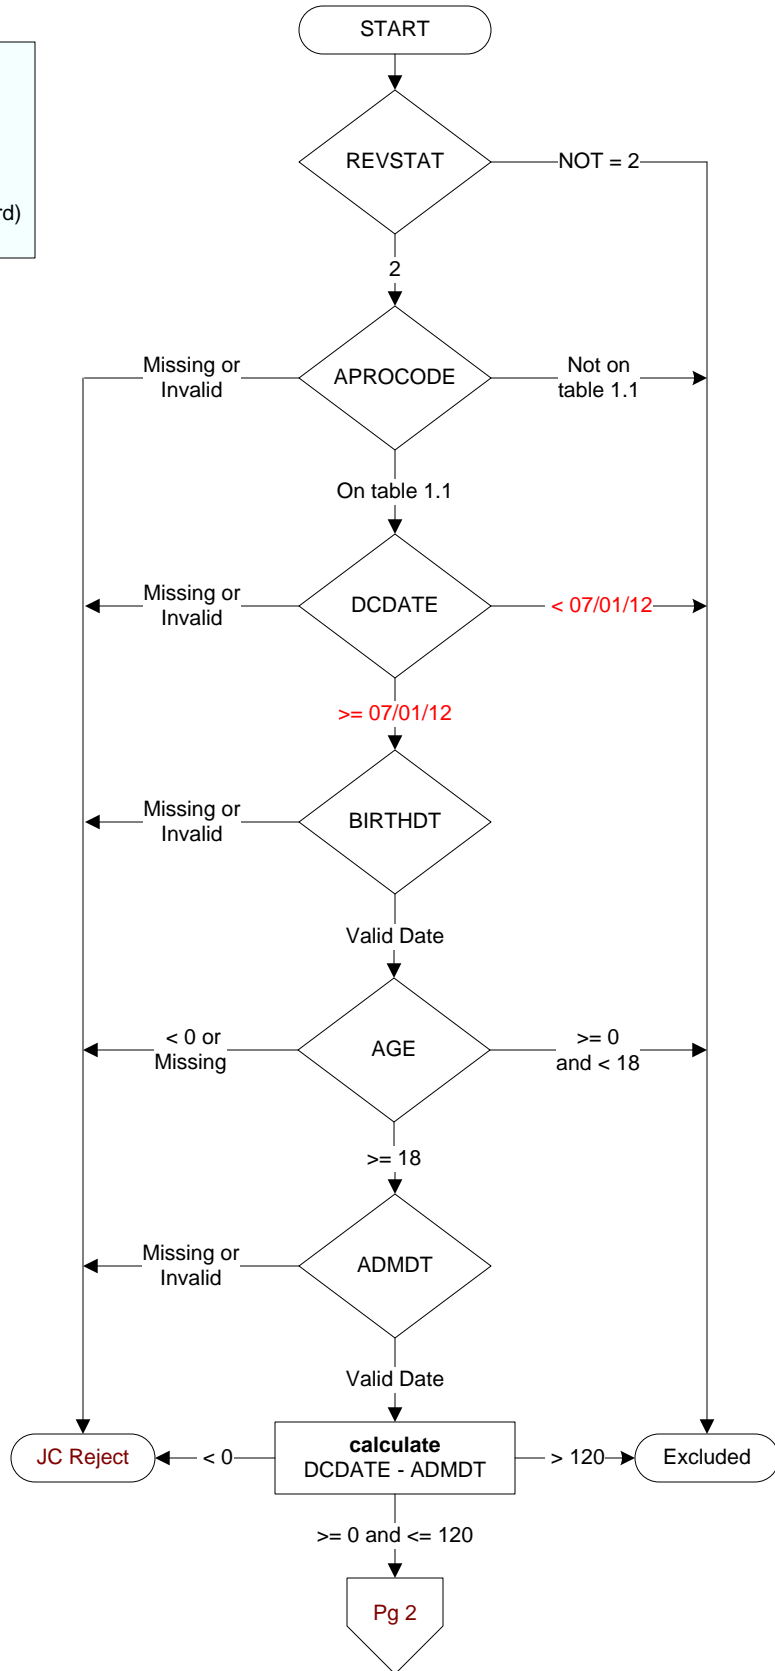 START
rd)
REVSTAT
NOT = 2
2
Missing or
Invalid
APROCODE
Not on
table 1.1
On table 1.1
Missing or
Invalid
DCDATE
< 07/01/12
>= 07/01/12
Missing or
Invalid
BIRTHDT
Valid Date
< 0 or
Missing
AGE
>= 0
and < 18
>= 18
Missing or
Invalid
ADMDT
Valid Date
JC Reject
< 0
calculate
DCDATE - ADMDT
> 120
Excluded
>= 0 and <= 120
Pg 2